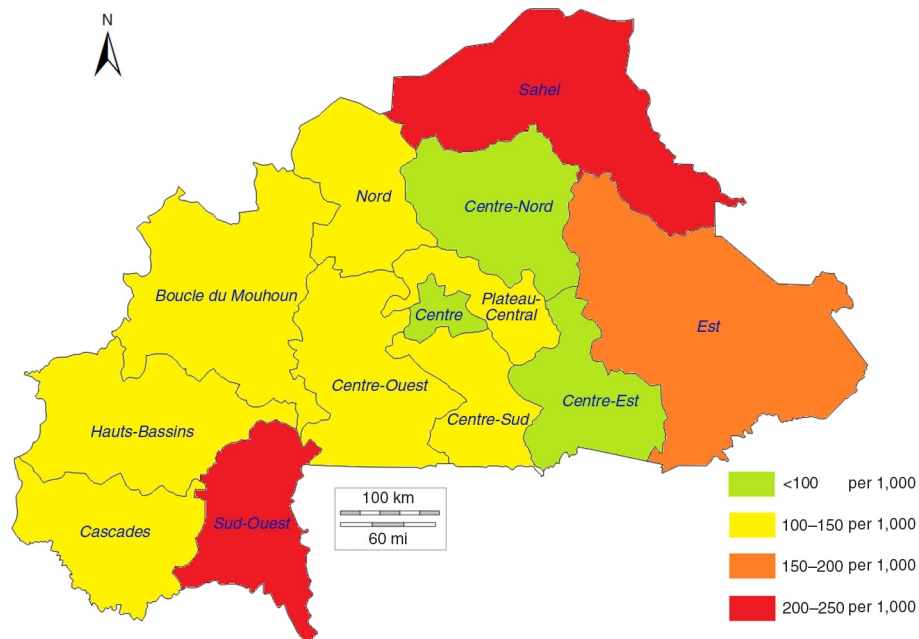 N
Sahel
Nord
Centre-Nord
Boucle du Mouhoun
Plateau-
Central
Centre
Est
Centre-Ouest
Centre-Est
Centre-Sud
Hauts-Bassins
Cascades
Sud-Ouest
100 km
60 mi
<100 per 1,000
100–150 per 1,000
150–200 per 1,000
200–250 per 1,000